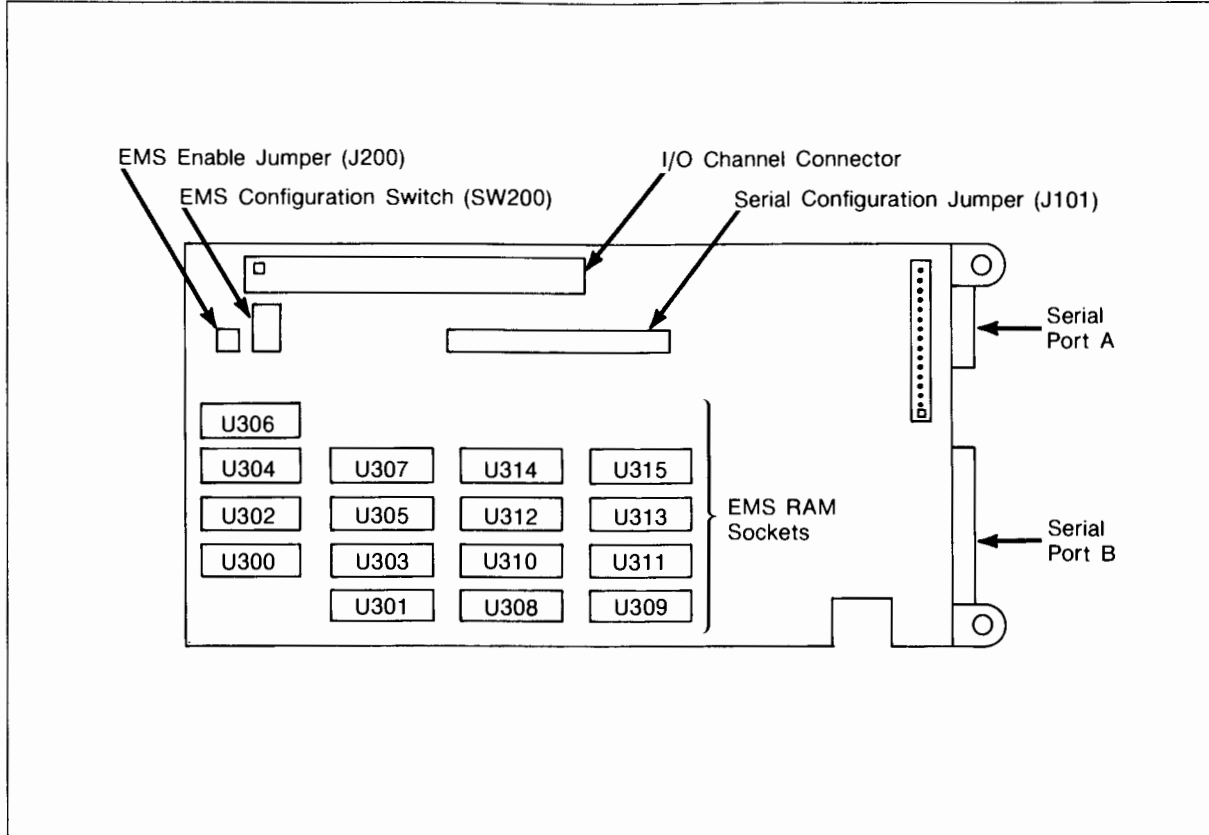 EMS Enable Jumper (J200)
I/O Channel Connector
EMS Configuration Switch (SW200)
Serial Configuration Jumper (J101)
Serial
Port A
U306
U304 U307 U314 U315
U302 U305 U312 U313
EMS RAM
Sockets
U300 U303 U310 U311
Serial
Port B
U301 U308 U309